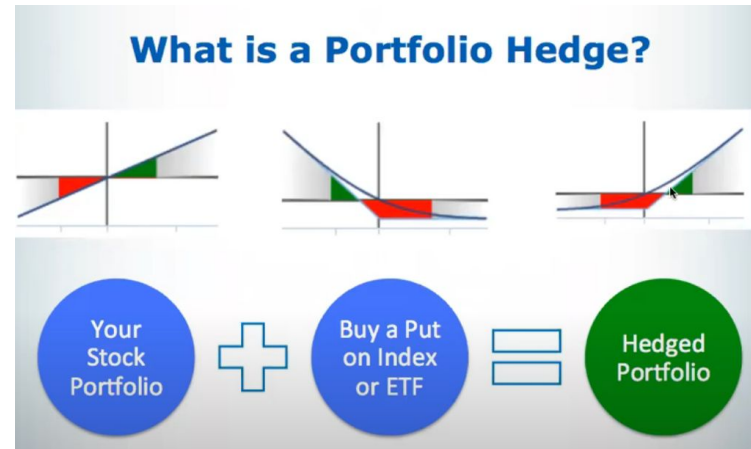 What is a Portfolio Hedge?
Your
Stock
Portfolio
Buy a Put
on Index
or ETF
Hedged
Portfolio